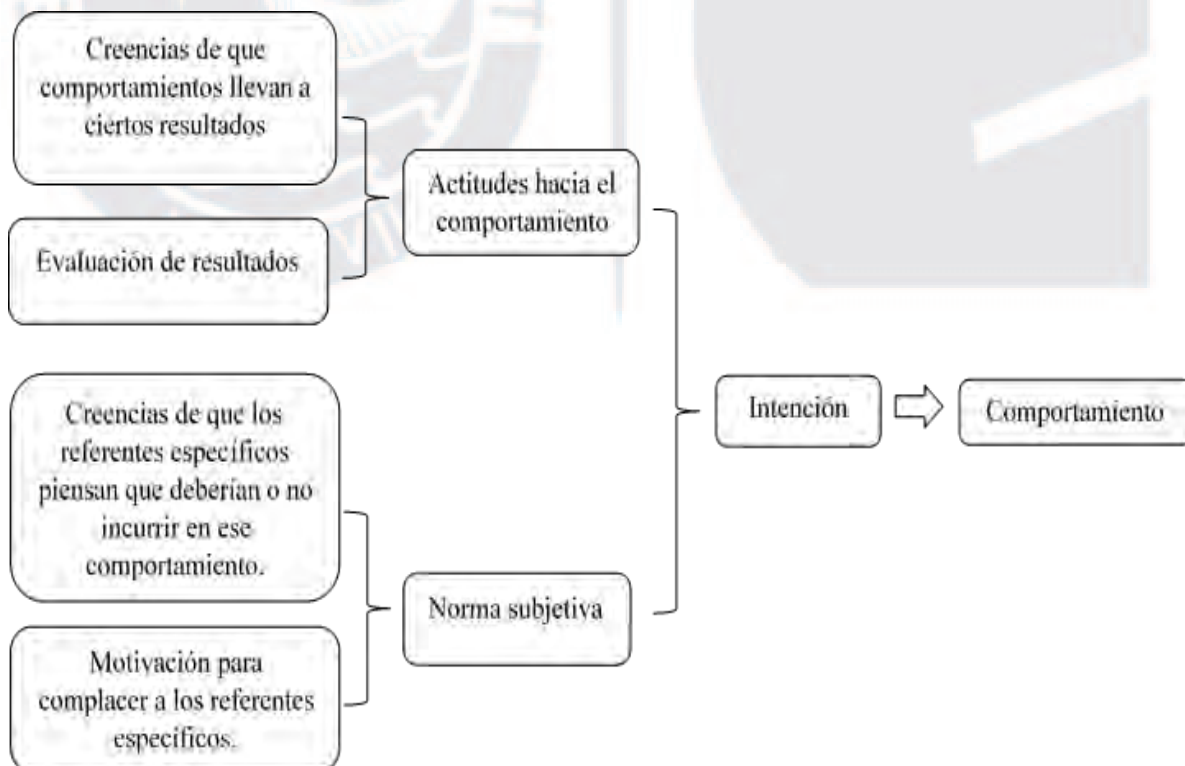 Creencias de que
comportamientos llevan a
ciertos resultados
Evaluación de resultados
Actitudes hacia el
comportamiento
Creencias de que los
referentes específicos
piensan que deberían o no
incurrir en ese
comportamiento.
Motivación para
complacer a los referentes
específicos.
Norma subjetiva
Intención
Comportamiento